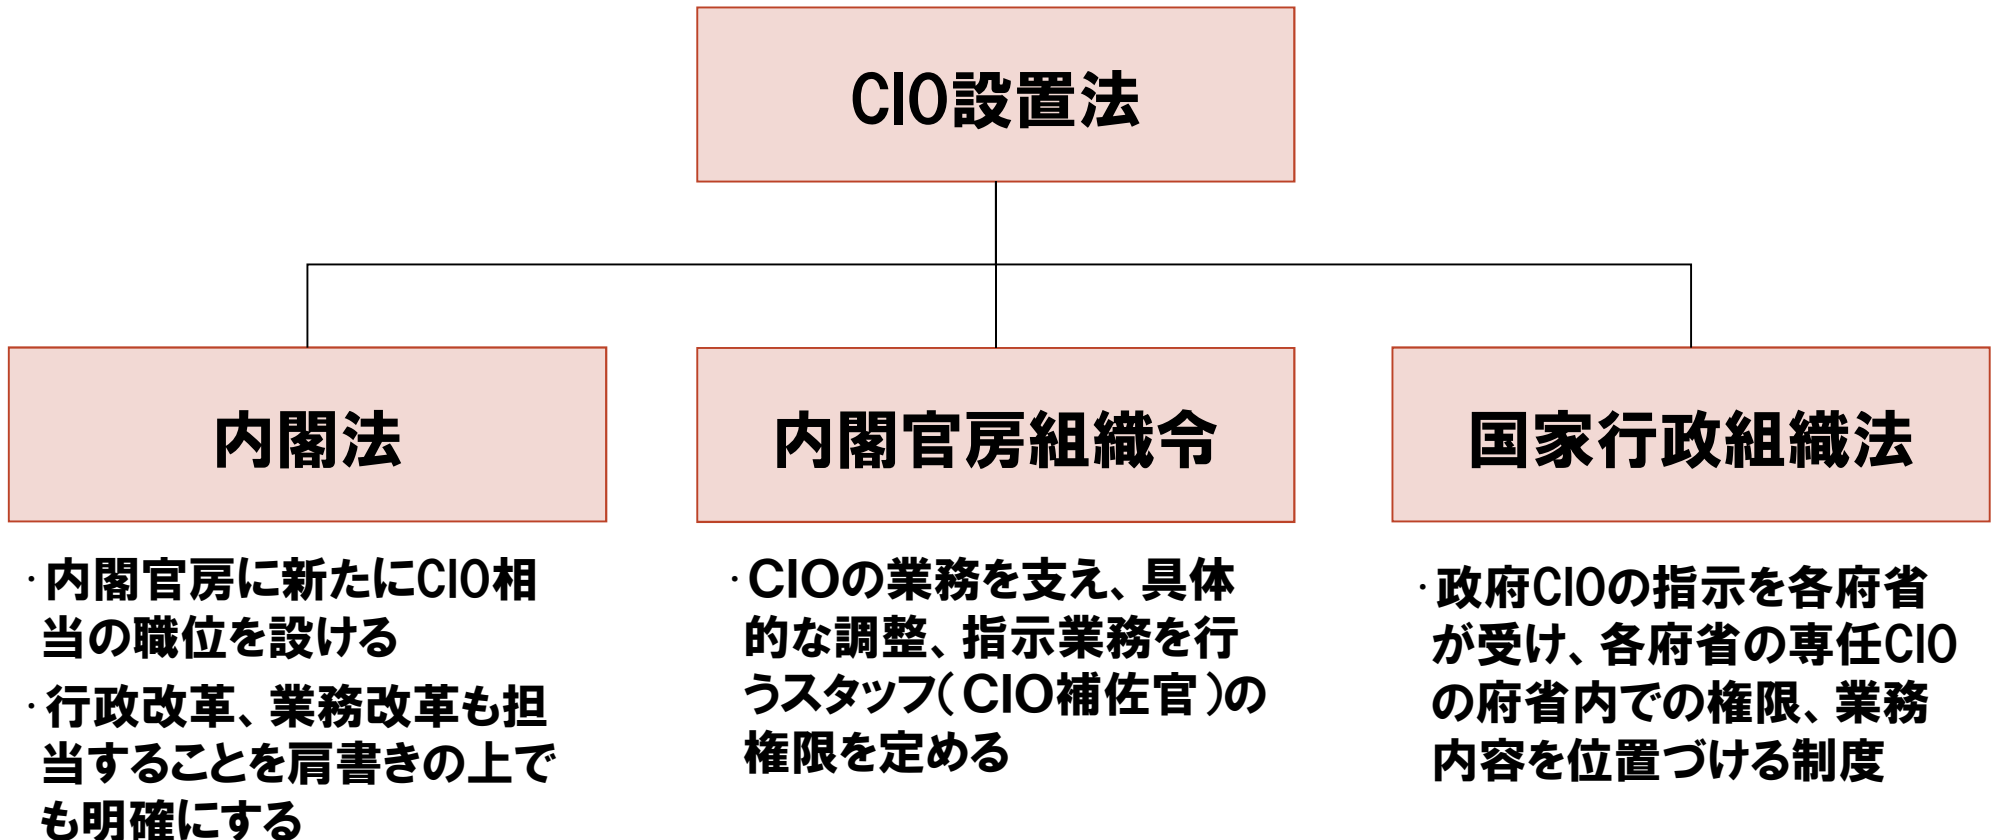 CIO設置法
内閣法
内閣官房組織令
国家行政組織法
・内閣官房に新たにCIO相
当の職位を設ける
・行政改革、業務改革も担
当することを肩書きの上で
も明確にする
・CIOの業務を支え、具体
的な調整、指示業務を行
うスタッフ(CIO補佐官)の
権限を定める
・政府CIOの指示を各府省
が受け、各府省の専任CIO
の府省内での権限、業務
内容を位置づける制度